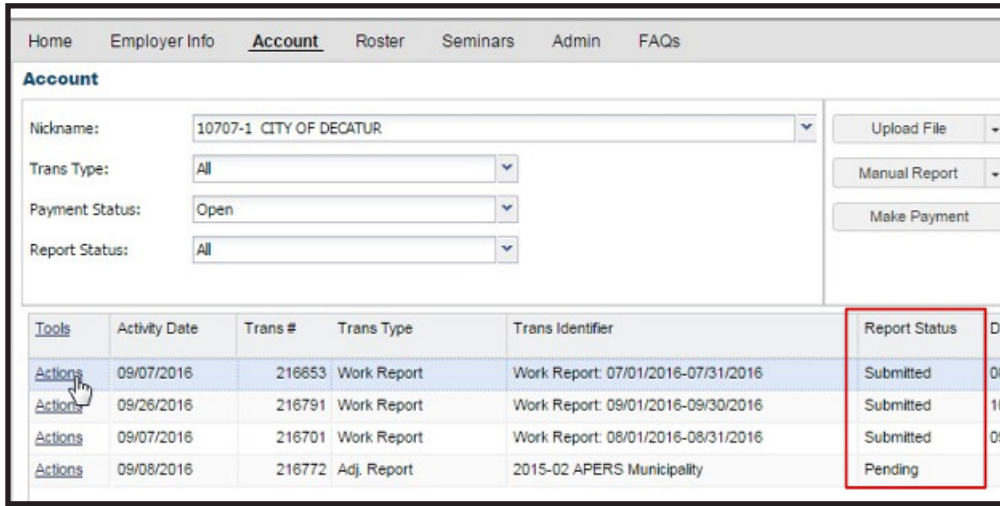 Home Employer Info Account Roster Seminars Admin FAQs
Account
Nickname: 10707-1 CITY OF DECATUR Upload File
Trans Type: All Manual Report
Payment Status: Open Make Payment
Report Status: All
Tools Activity Date Trans # Trans Type Trans Identifier Report Status D
Actions 09/07/2016 216653 Work Report Work Report: 07/01/2016-07/31/2016 Submitted 08
Actions 09/26/2016 216791 Work Report Work Report: 09/01/2016-09/30/2016 Submitted 10
Actions 09/07/2016 216701 Work Report Work Report: 08/01/2016-08/31/2016 Submitted 09
Actions 09/08/2016 216772 Adj. Report 2015-02 APERS Municipality Pending